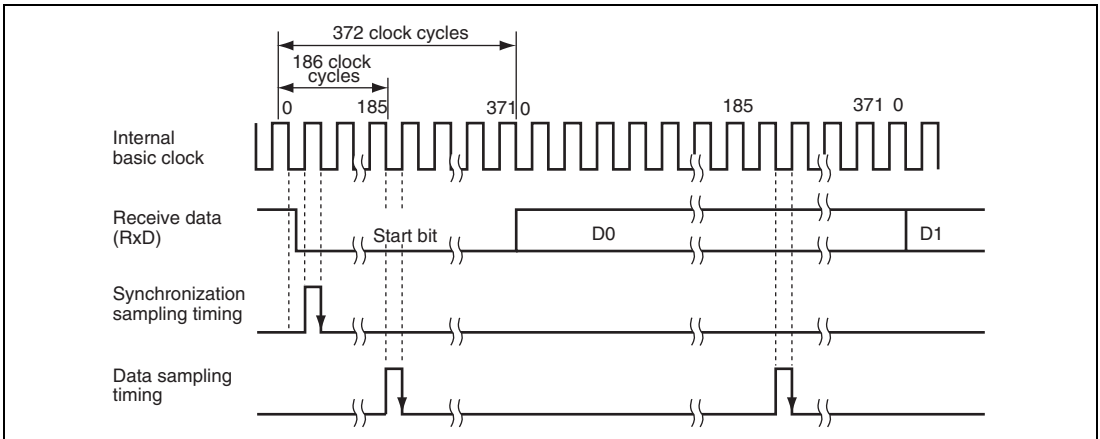 372 clock cycles
186 clock
cycles
0 185 371 0 185 371 0
Internal
basic clock
Receive data
(RxD)
Start bit D0 D1
Synchronization
sampling timing
Data sampling
timing